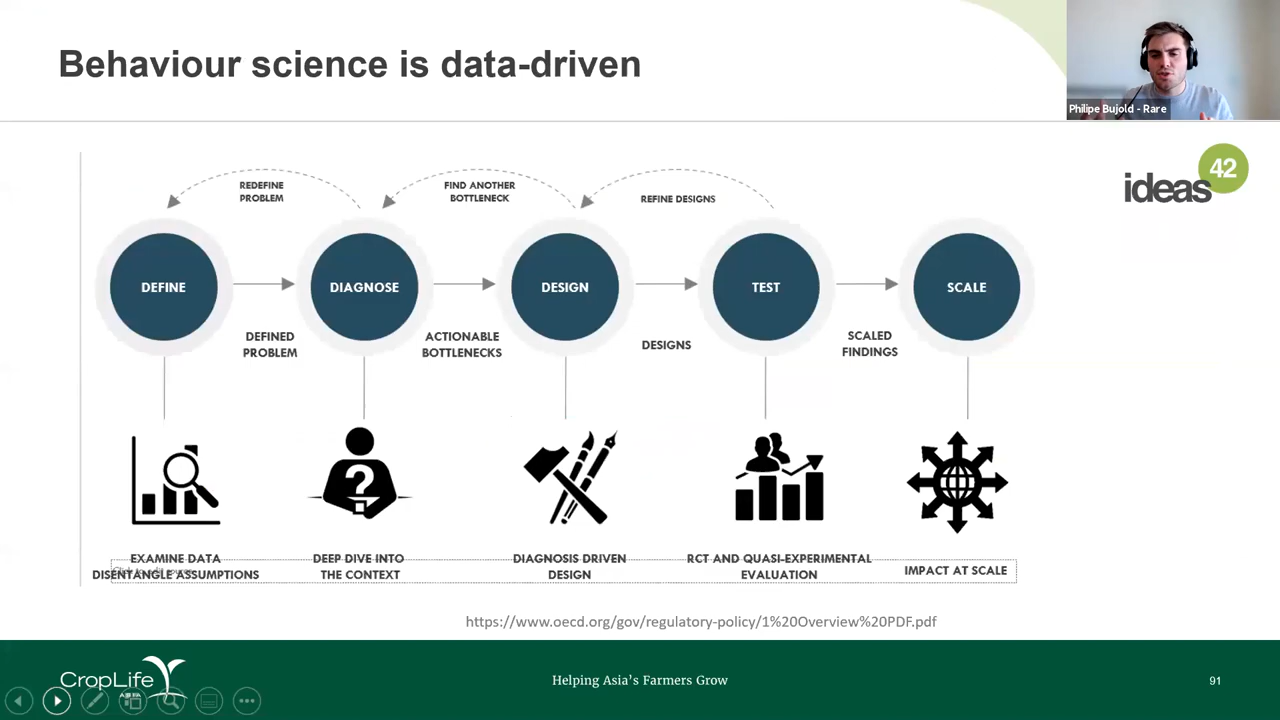 Behaviour science is data-driven
Philipe Bujold - Rare
ideas
42
REDEFINE
PROBLEM
FIND ANOTHER
BOTTLENECK
REFINE DESIGNS
DEFINE
DIAGNOSE
DESIGN
TEST
SCALE
DEFINED
PROBLEM
ACTIONABLE
BOTTLENECKS
DESIGNS
SCALED
FINDINGS
?
EXAMINE DATA
DISENTANGLE ASSUMPTIONS
DEEP DIVE INTO
THE CONTEXT
DIAGNOSIS DRIVEN
DESIGN
RCT AND QUASI-EXPERIMENTAL
EVALUATION
IMPACT AT SCALE
https://www.oecd.org/gov/regulatory-policy/1%20Overview%20PDF.pdf
CropLife
ASIA
Helping Asia's Farmers Grow
91